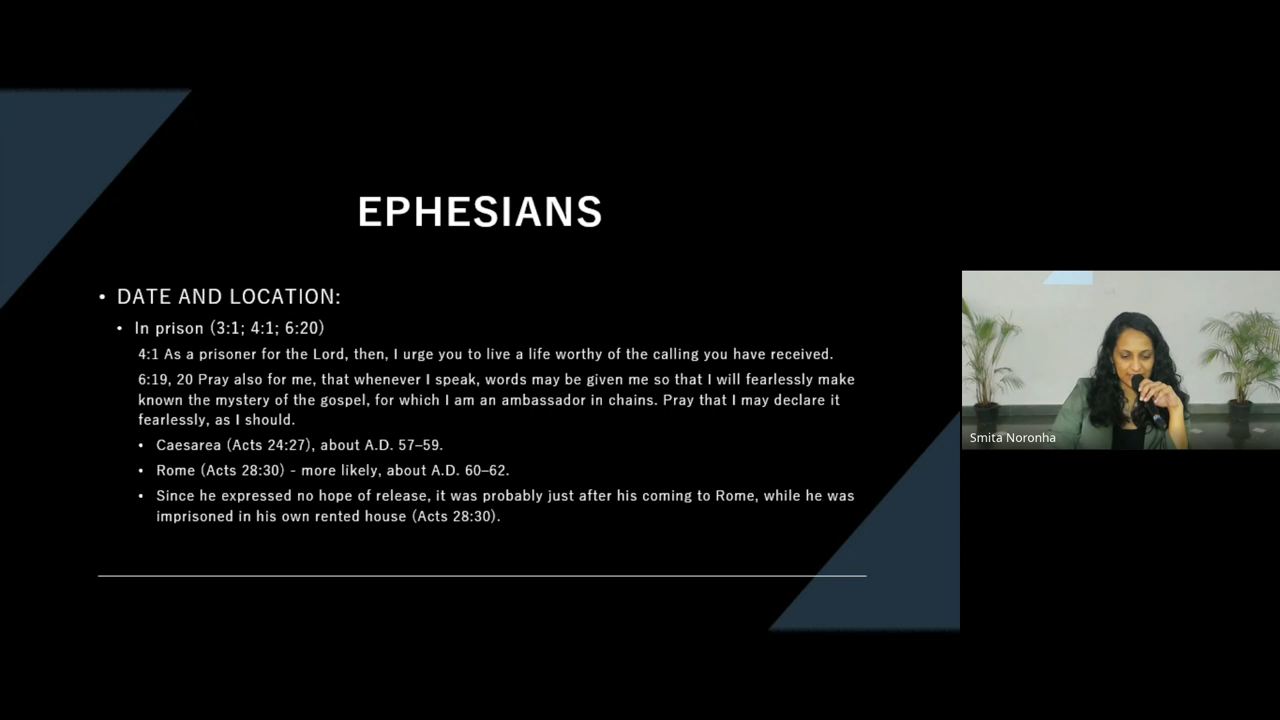 EPHESIANS
• DATE AND LOCATION:
• In prison (3:1; 4:1; 6:20)
4:1 As a prisoner for the Lord, then, I urge you to live a life worthy of the calling you have received.
6:19, 20 Pray also for me, that whenever I speak, words may be given me so that I will fearlessly make
known the mystery of the gospel, for which I am an ambassador in chains. Pray that I may declare it
fearlessly, as I should.
• Caesarea (Acts 24:27), about A.D. 57–59.
• Rome (Acts 28:30) - more likely, about A.D. 60–62.
• Since he expressed no hope of release, it was probably just after his coming to Rome, while he was
imprisoned in his own rented house (Acts 28:30).
Smita Noronha